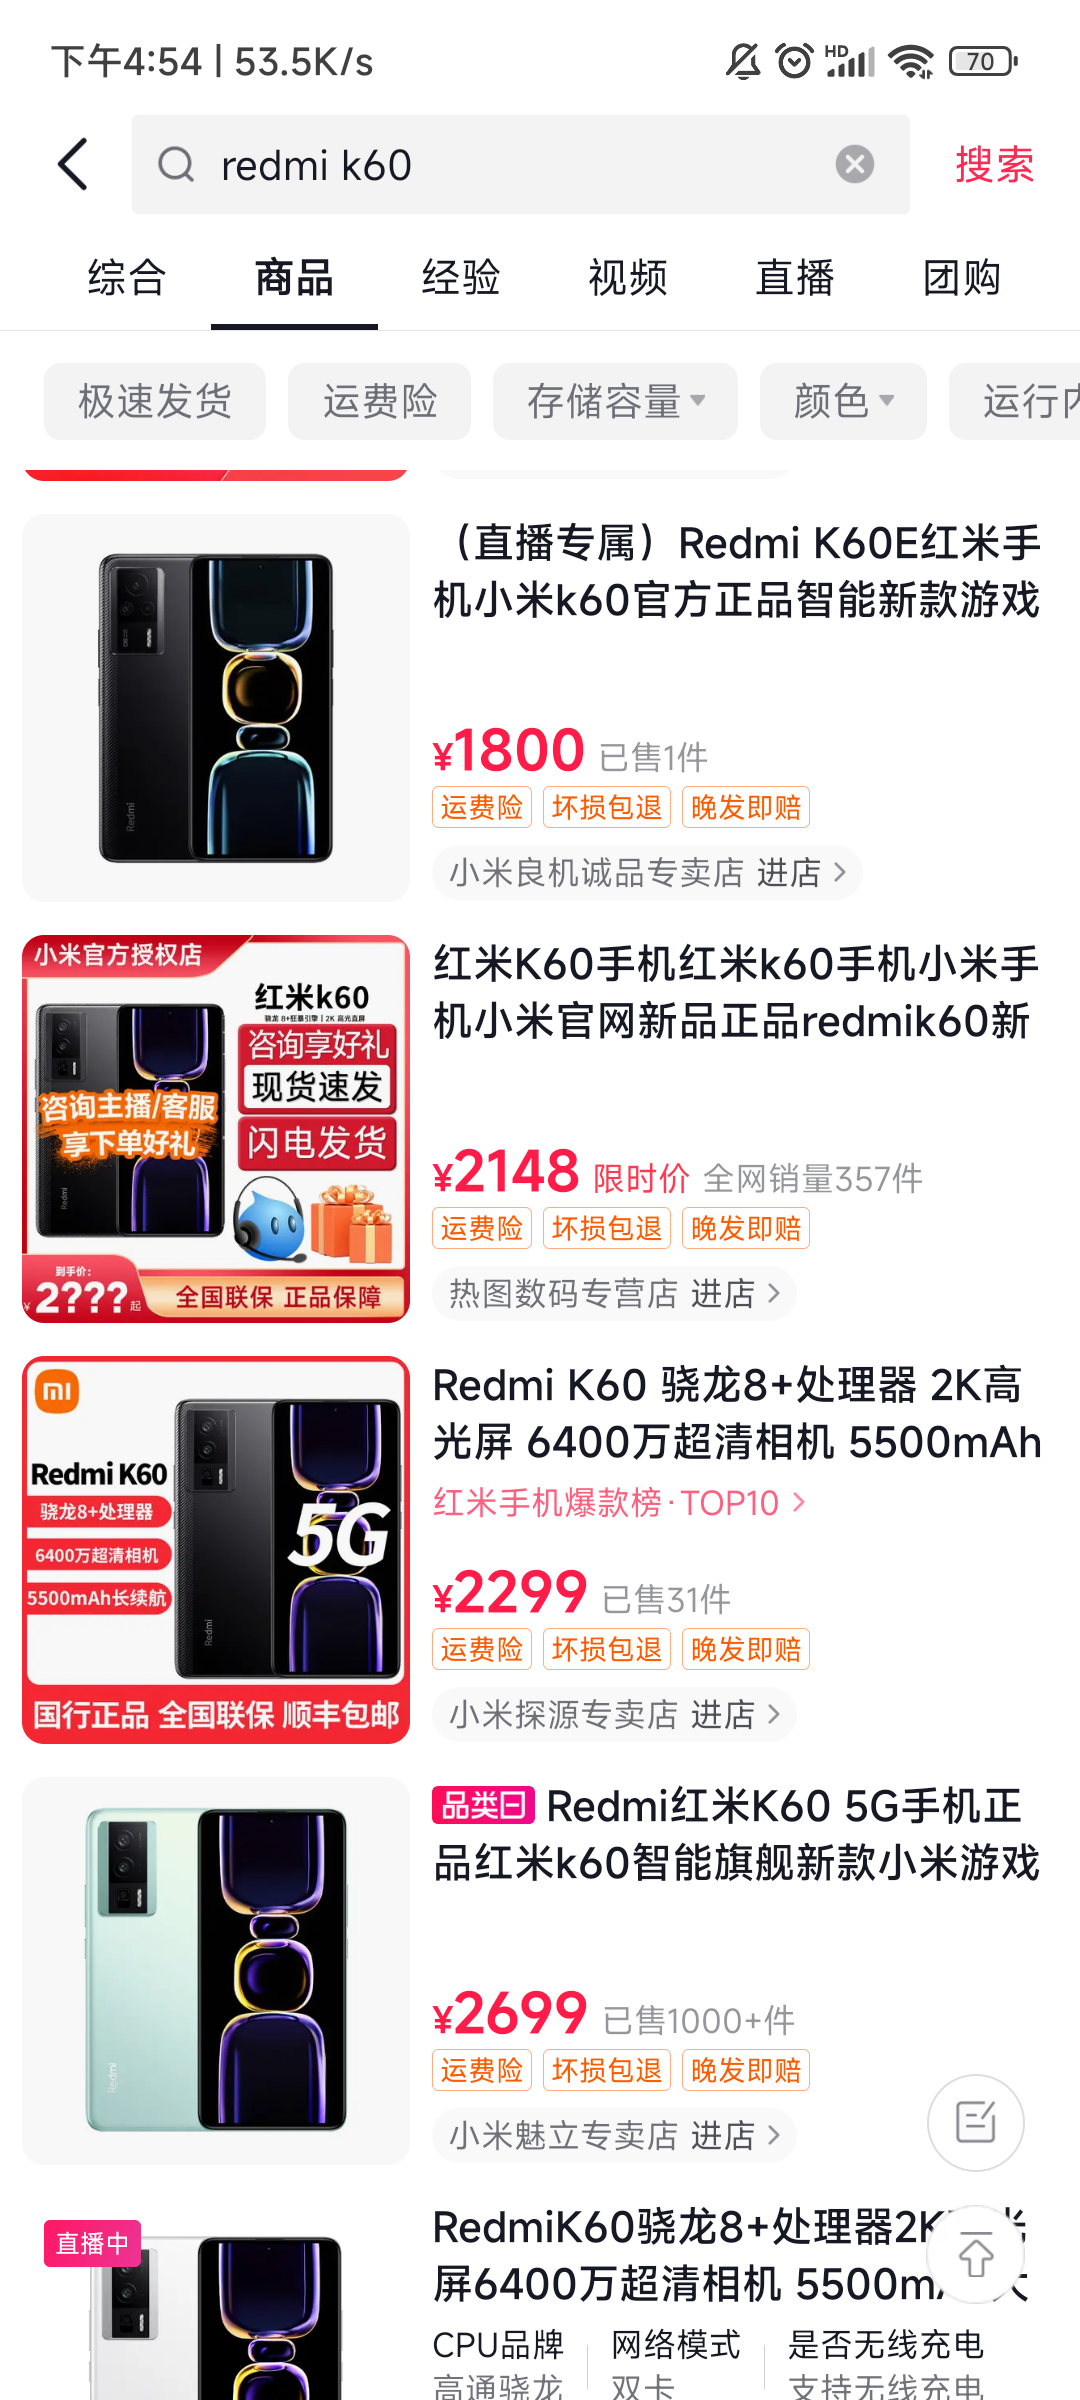 下午4:54 | 53.5K/s
HD
70
redmi k60
搜索
综合 商品 经验 视频 直播 团购
极速发货 运费险 存储容量 颜色 运行内
（直播专属）Redmi K60E红米手
机小米k60官方正品智能新款游戏
¥1800 已售1件
运费险 坏损包退 晚发即赔
小米良机诚品专卖店 进店
Redmi
小米官方授权店
红米k60
骁龙 8+狂暴引擎 | 2K 高光直屏
咨询享好礼
现货速发
闪电发货
咨询主播/客服
享下单好礼
Redmi
到手价:
¥2???起
全国联保 正品保障
红米K60手机红米k60手机小米手
机小米官网新品正品redmik60新
¥2148 限时价 全网销量357件
运费险 坏损包退 晚发即赔
热图数码专营店 进店
mi
Redmi K60
骁龙8+处理器
6400万超清相机
5500mAh长续航
5G
Redmi
国行正品 全国联保 顺丰包邮
Redmi K60 骁龙8+处理器 2K高
光屏 6400万超清相机 5500mAh
红米手机爆款榜·TOP10
¥2299 已售31件
运费险 坏损包退 晚发即赔
小米探源专卖店 进店
Redmi
品类日 Redmi红米K60 5G手机正
品红米k60智能旗舰新款小米游戏
¥2699 已售1000+件
运费险 坏损包退 晚发即赔
小米魅立专卖店 进店
直播中
RedmiK60骁龙8+处理器2K
屏6400万超清相机 5500m
CPU品牌 网络模式 是否无线充电
高通骁龙 双卡 支持无线充电